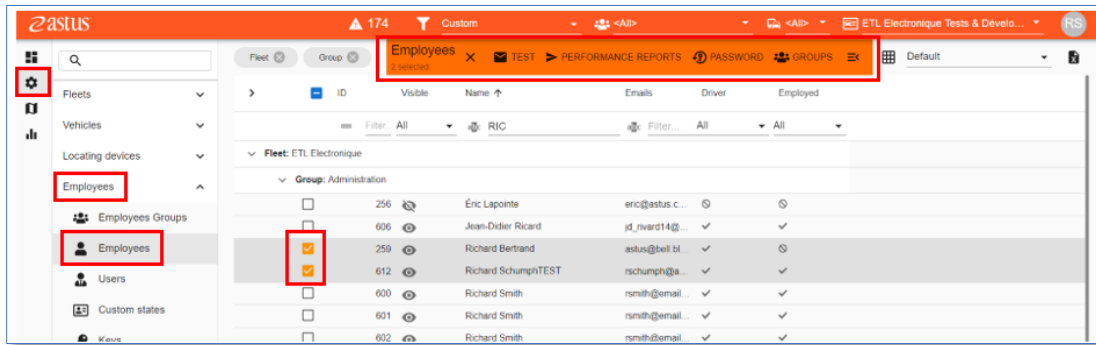 astus 174 Custom <All> <All> ETL Electronique Tests & Dévelo... RS
Fleet Group Employees 2 selected TEST PERFORMANCE REPORTS PASSWORD GROUPS Default
Fleets
Vehicles
Locating devices
Employees
Employees Groups
Employees
Users
Custom states
Keys
ID Visible Name Emails Driver Employed
Filter.. All RIC Filter... All All
Fleet: ETL Electronique
Group: Administration
256 Éric Lapointe eric@astus.c...
606 Jean-Didier Ricard jd_rivard14@...
259 Richard Bertrand astus@bell.bl...
612 Richard SchumphTEST rschumph@a...
600 Richard Smith rsmith@email...
601 Richard Smith rsmith@email...
602 Richard Smith rsmith@email...